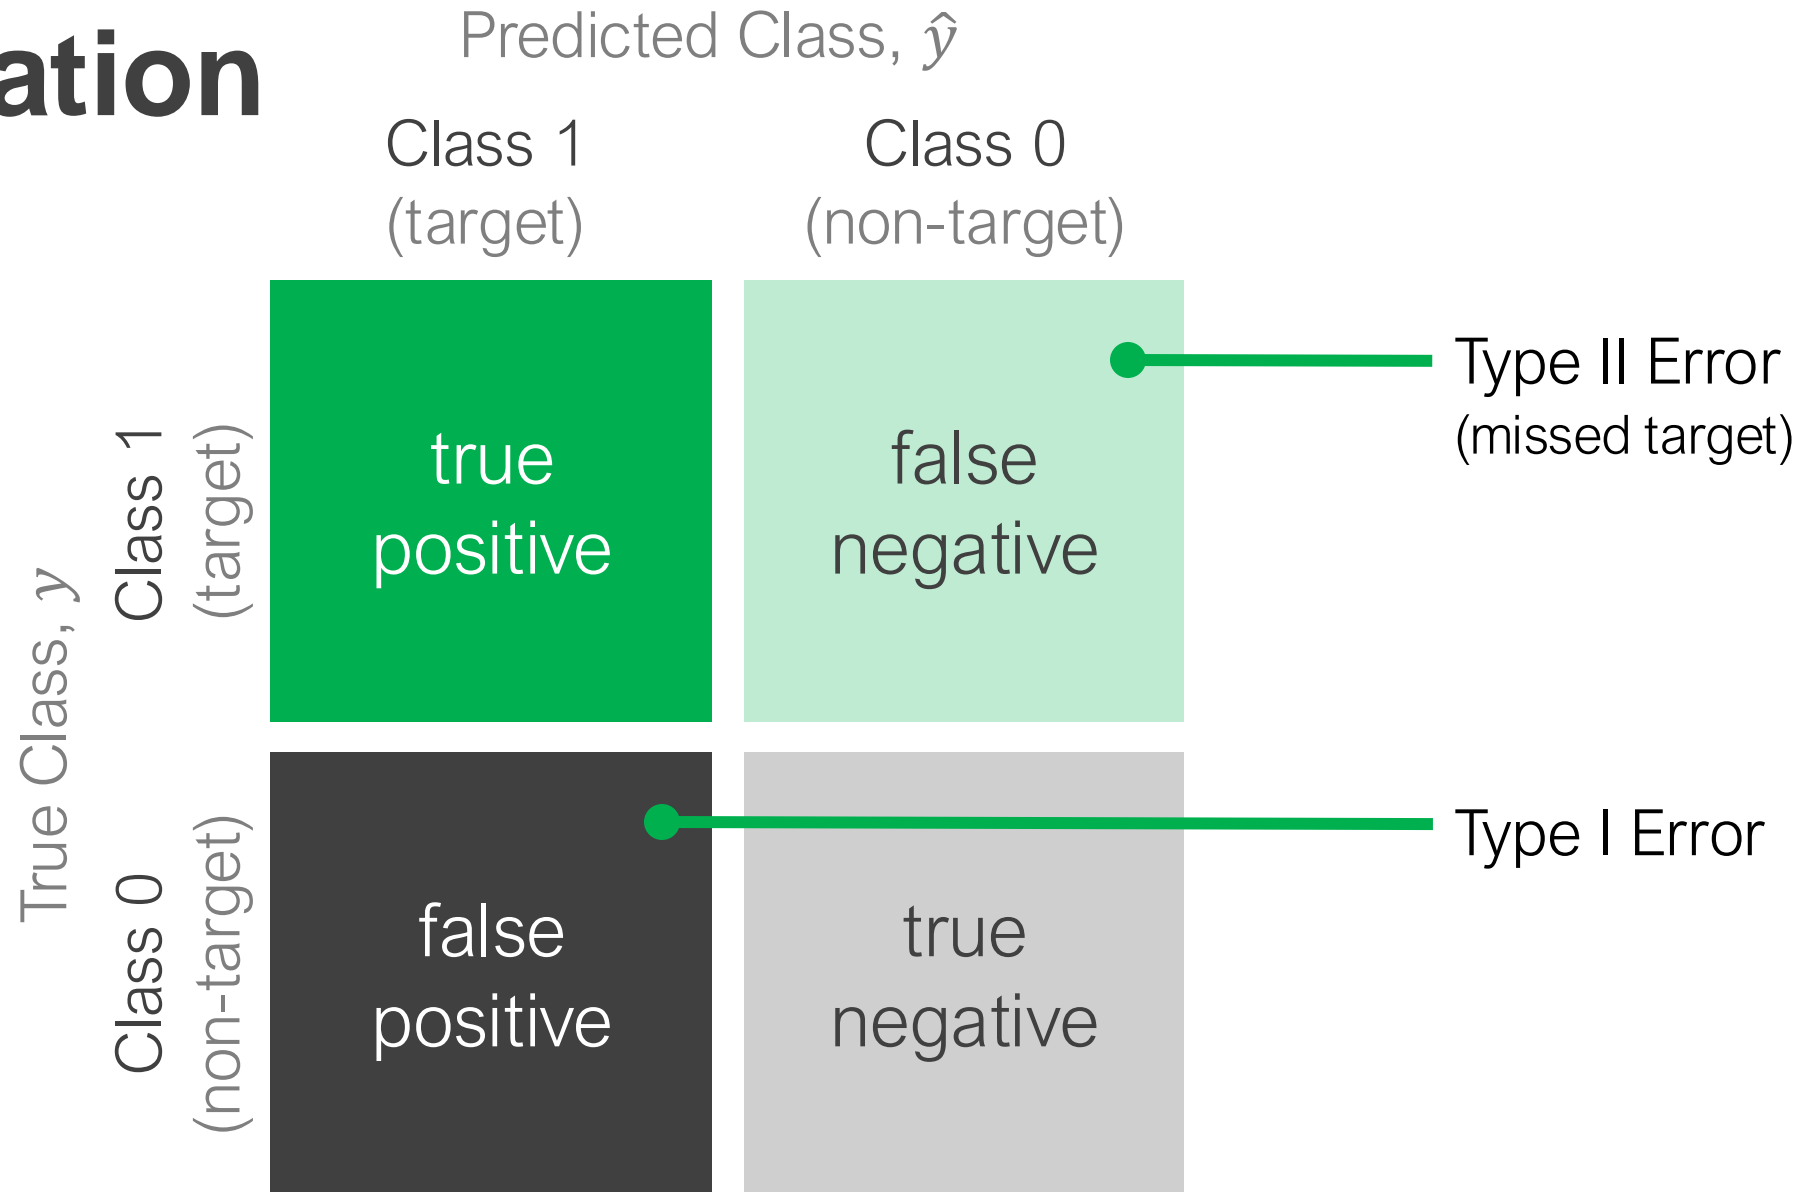 ation
Predicted Class, ŷ
Class 1
(target)
Class 0
(non-target)
True Class, y
Class 1
(target)
true
positive
false
negative
Type II Error
(missed target)
Class 0
(non-target)
false
positive
true
negative
Type I Error